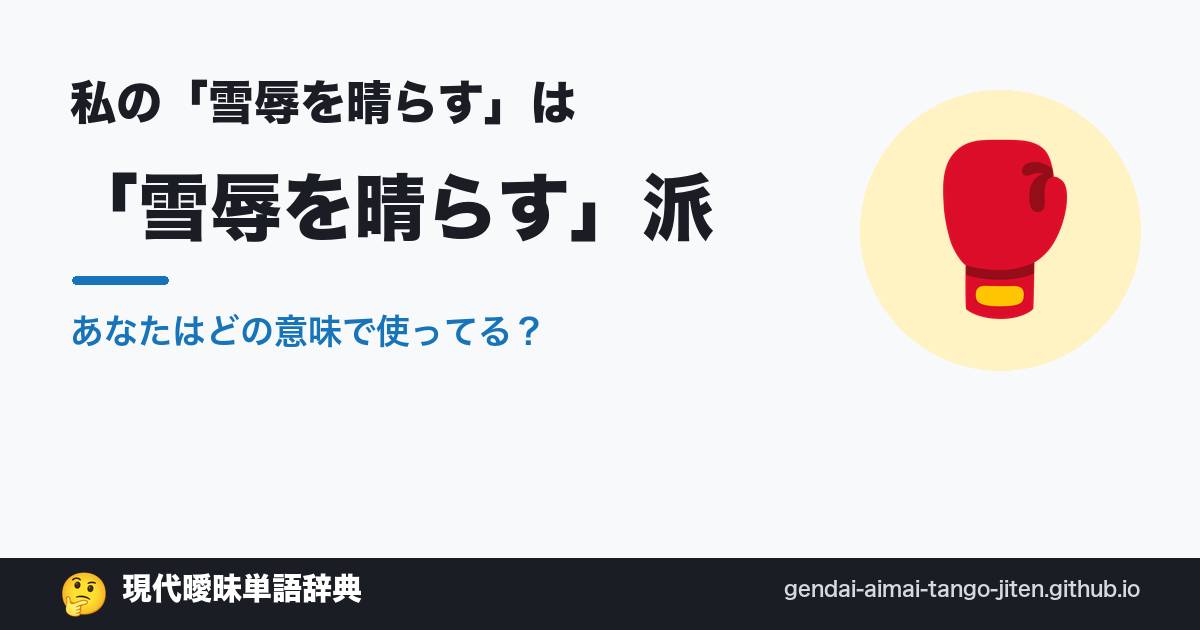 私の「雪辱を晴らす」は
「雪辱を晴らす」派
あなたはどの意味で使ってる？
現代曖昧単語辞典
gendai-aimai-tango-jiten.github.io